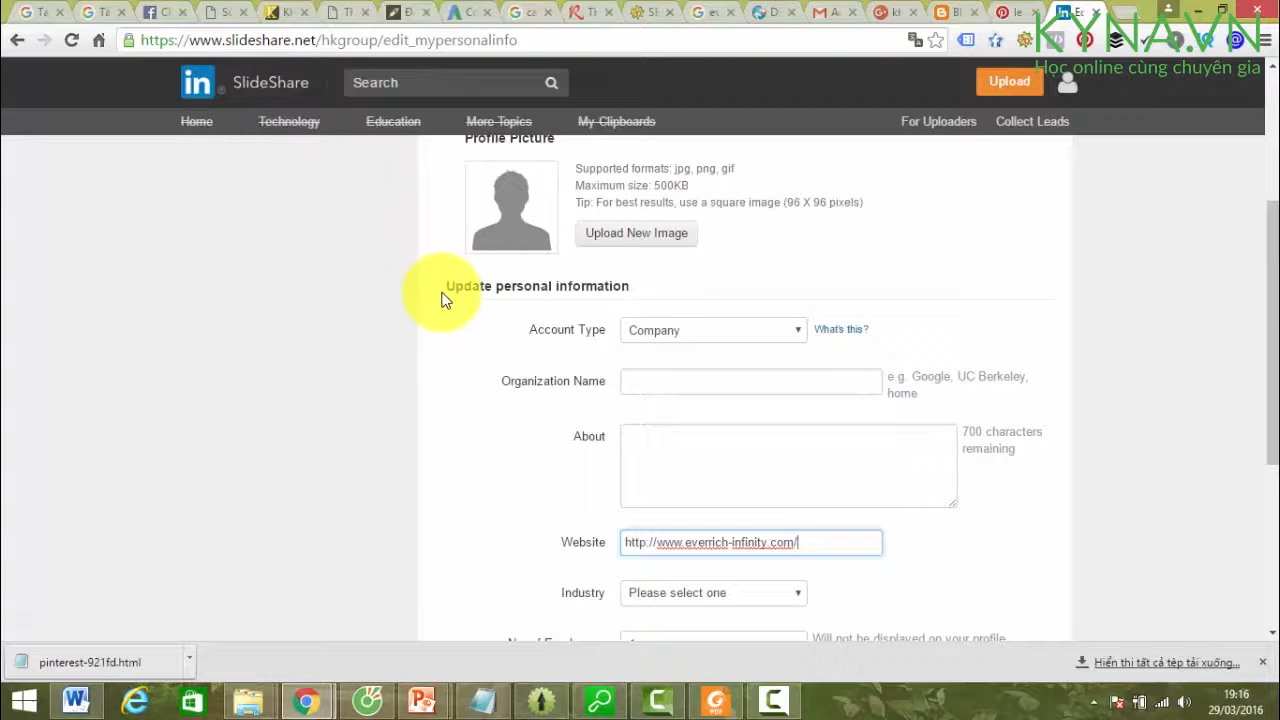 KYNA.VN
Học online cùng chuyên gia
https://www.slideshare.net/hkgroup/edit_mypersonalinfo
in SlideShare
Search
Upload
Home
Technology
Education
More Topics
My Clipboards
For Uploaders
Collect Leads
Profile Picture
Supported formats: jpg, png, gif
Maximum size: 500KB
Tip: For best results, use a square image (96 X 96 pixels)
Upload New Image
Update personal information
Account Type
Company
What's this?
Organization Name
e.g. Google, UC Berkeley,
home
About
700 characters
remaining
Website
http://www.everrich-infinity.com/
Industry
Please select one
Will not be displayed on your profile
pinterest-921fd.html
Hiển thị tất cả tệp tải xuống...
19:16
29/03/2016